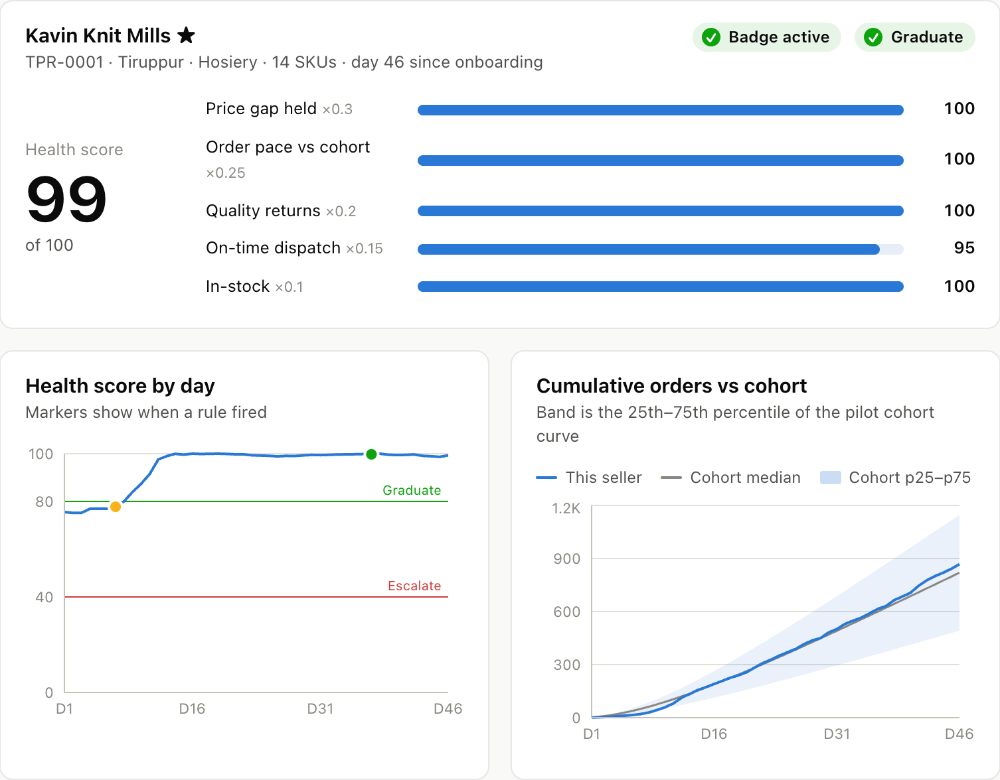 Kavin Knit Mills ★
Badge active
Graduate
TPR-0001 · Tiruppur · Hosiery · 14 SKUs · day 46 since onboarding
Health score
99
of 100
Price gap held ×0.3
100
Order pace vs cohort
×0.25
100
Quality returns ×0.2
100
On-time dispatch ×0.15
95
In-stock ×0.1
100
Health score by day
Markers show when a rule fired
100
80
40
0
Graduate
Escalate
D1
D16
D31
D46
Cumulative orders vs cohort
Band is the 25th–75th percentile of the pilot cohort
curve
This seller
Cohort median
Cohort p25–p75
1.2K
900
600
300
0
D1
D16
D31
D46